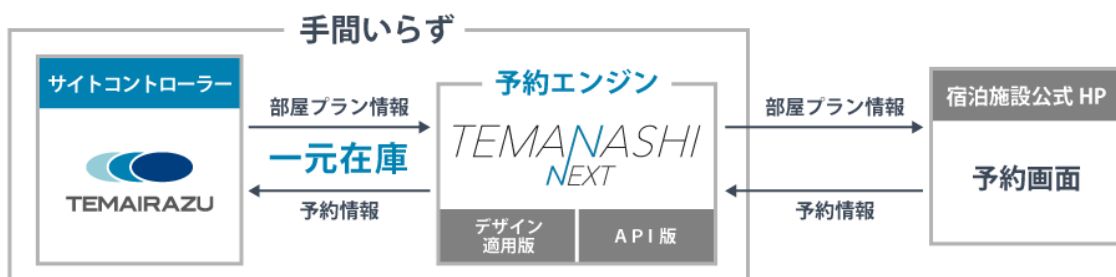 手間いらず
サイトコントローラー
TEMAIRAZU
部屋プラン情報
一元在庫
予約情報
予約エンジン
TEMANASHI
NEXT
デザイン
適用版
API版
部屋プラン情報
予約情報
宿泊施設公式 HP
予約画面